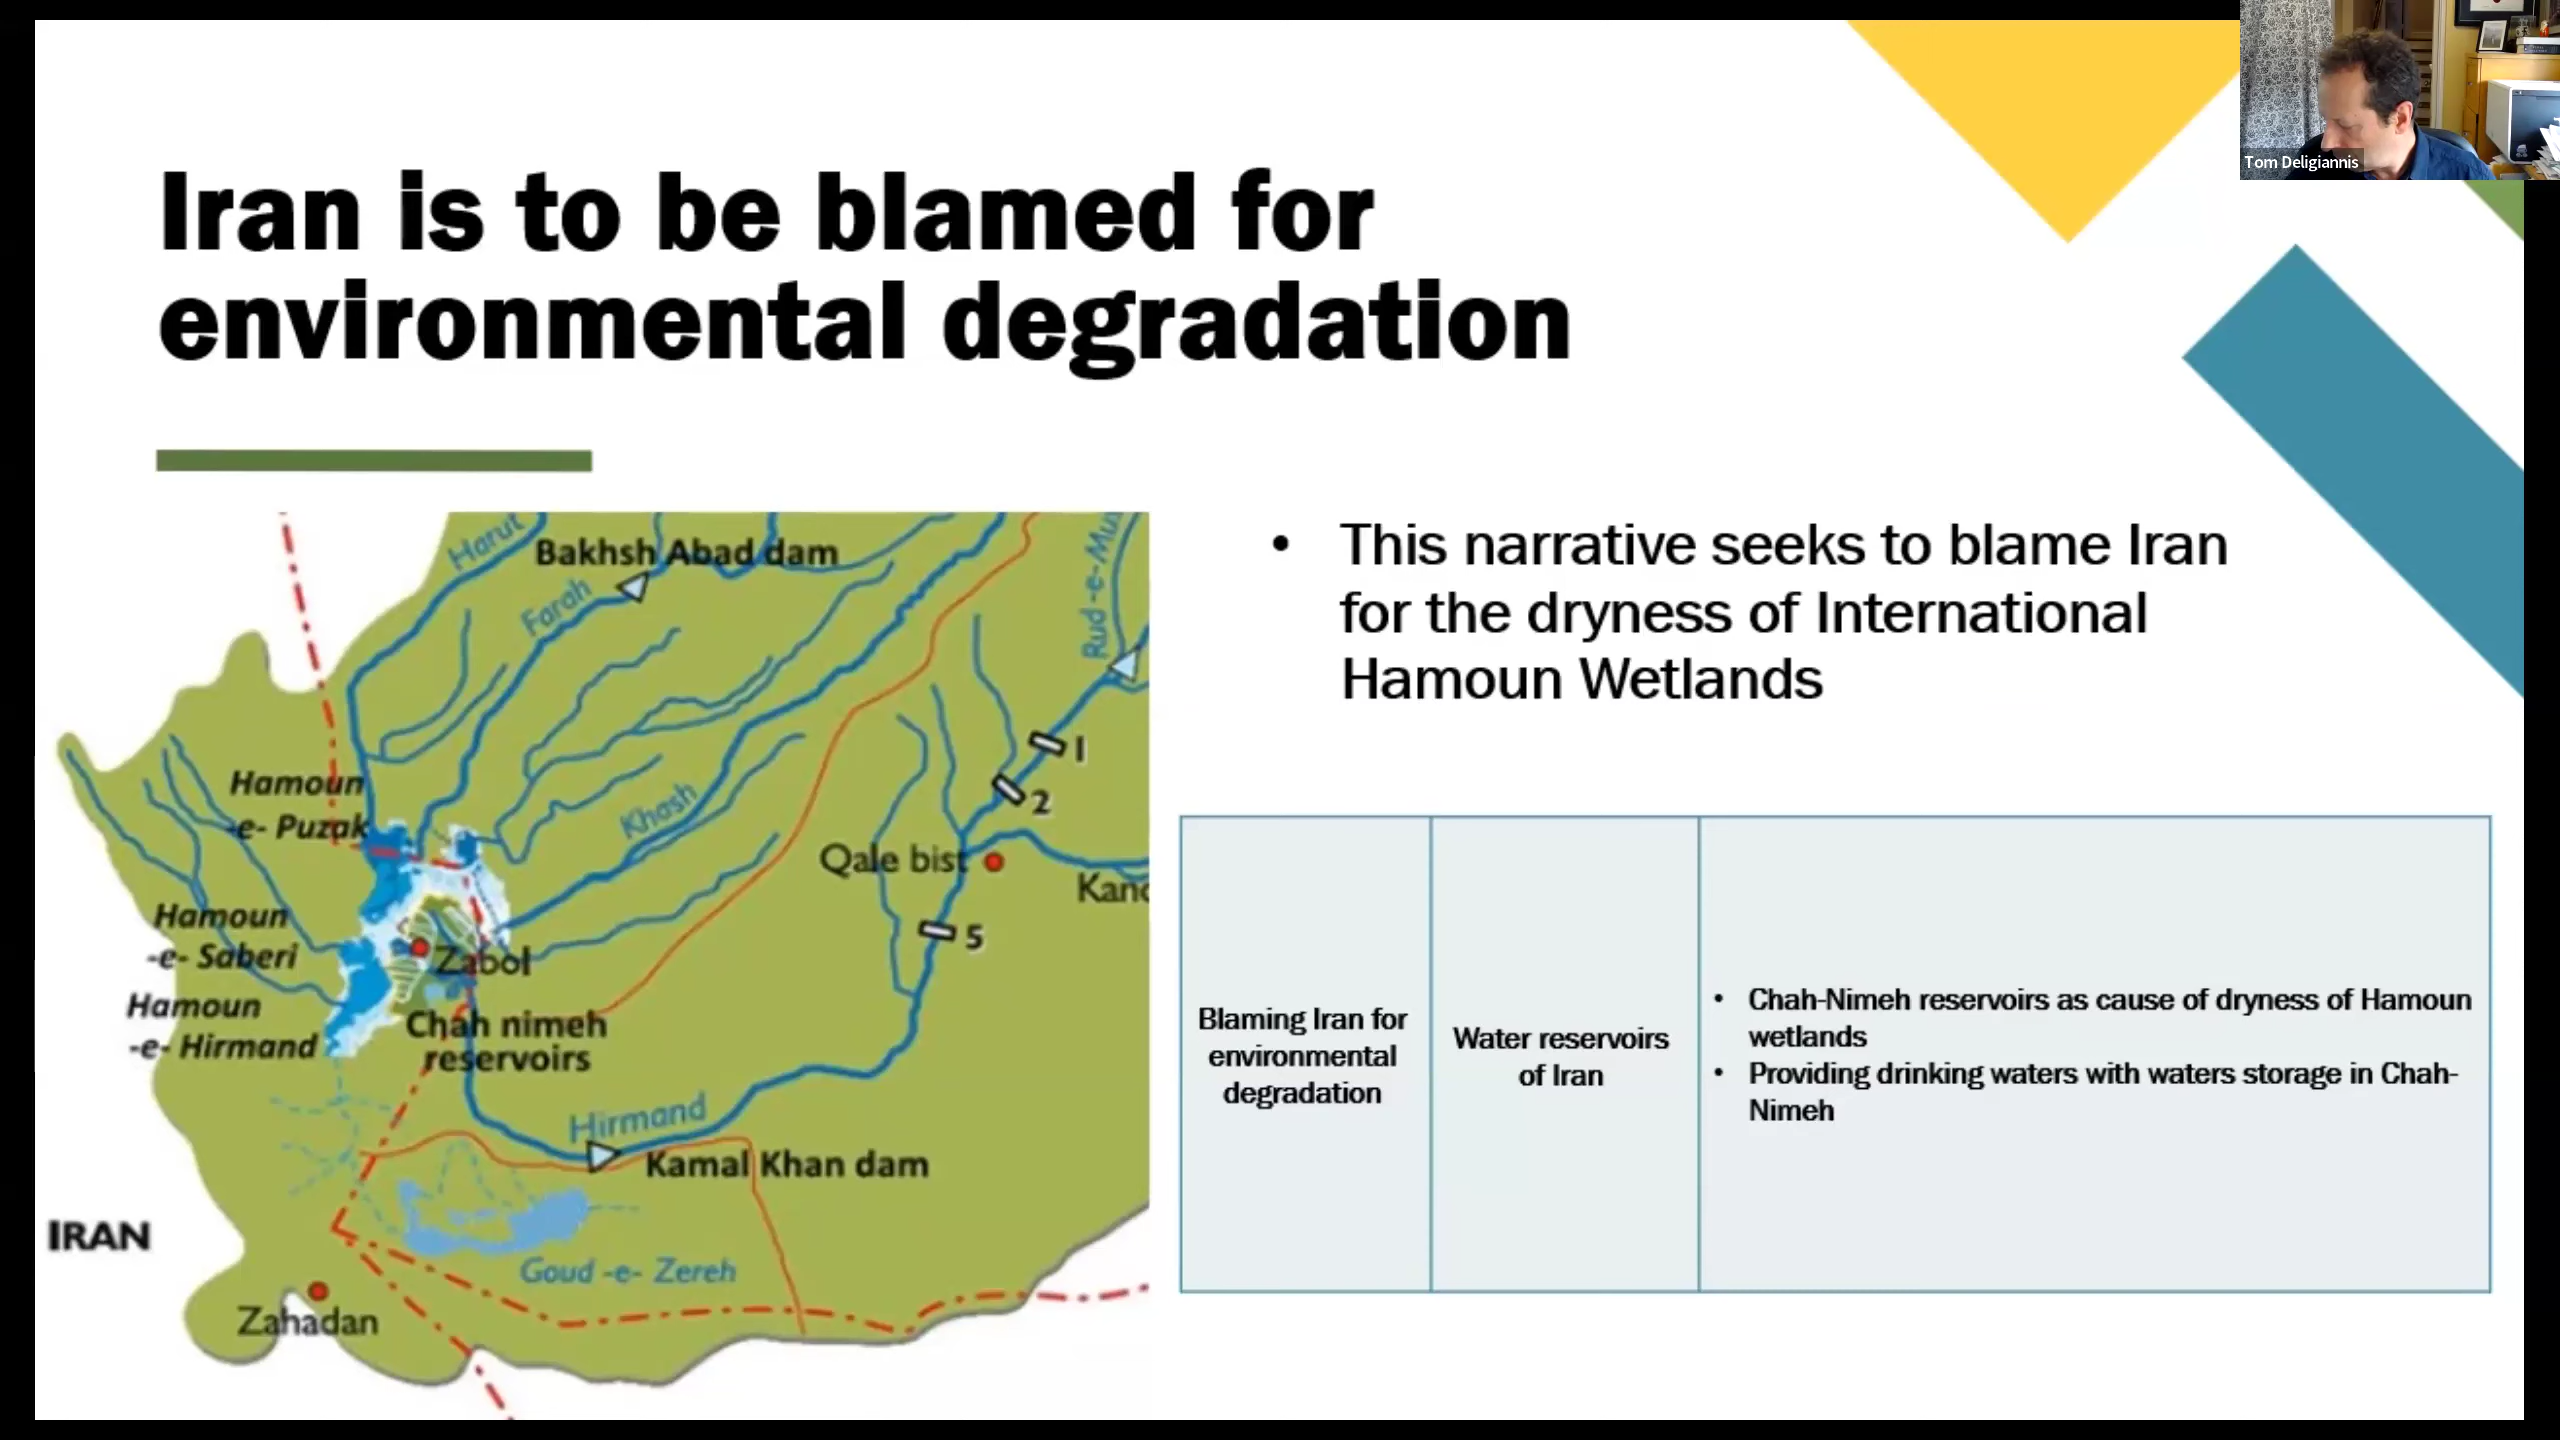 Tom Deligiannis
Iran is to be blamed for
environmental degradation
• This narrative seeks to blame Iran
for the dryness of International
Hamoun Wetlands
Harut
Bakhsh Abad dam
Farah
Rud-e-Mus
1
2
Hamoun
-e- Puzak
Khash
Qale bist
Kand
Hamoun
-e- Saberi
Zabol
5
Hamoun
-e- Hirmand
Chah nimeh
reservoirs
Hirmand
Kamal Khan dam
IRAN
Goud -e- Zereh
Zahadan
Blaming Iran for
environmental
degradation
Water reservoirs
of Iran
• Chah-Nimeh reservoirs as cause of dryness of Hamoun
wetlands
• Providing drinking waters with waters storage in Chah-
Nimeh